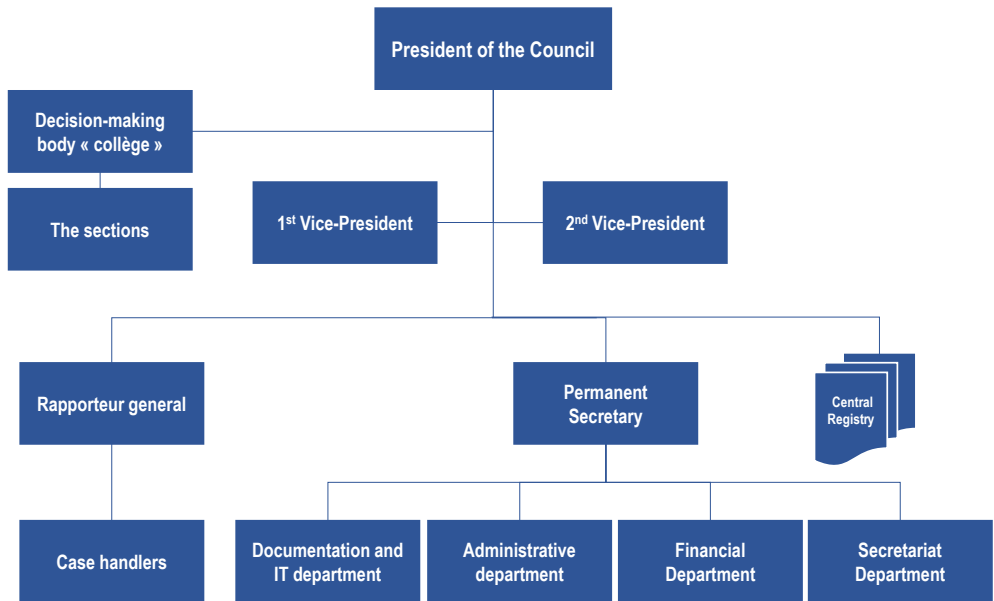 President of the Council
Decision-making
body « collège »
The sections
1st Vice-President
2nd Vice-President
Rapporteur general
Permanent
Secretary
Central
Registry
Case handlers
Documentation and
IT department
Administrative
department
Financial
Department
Secretariat
Department